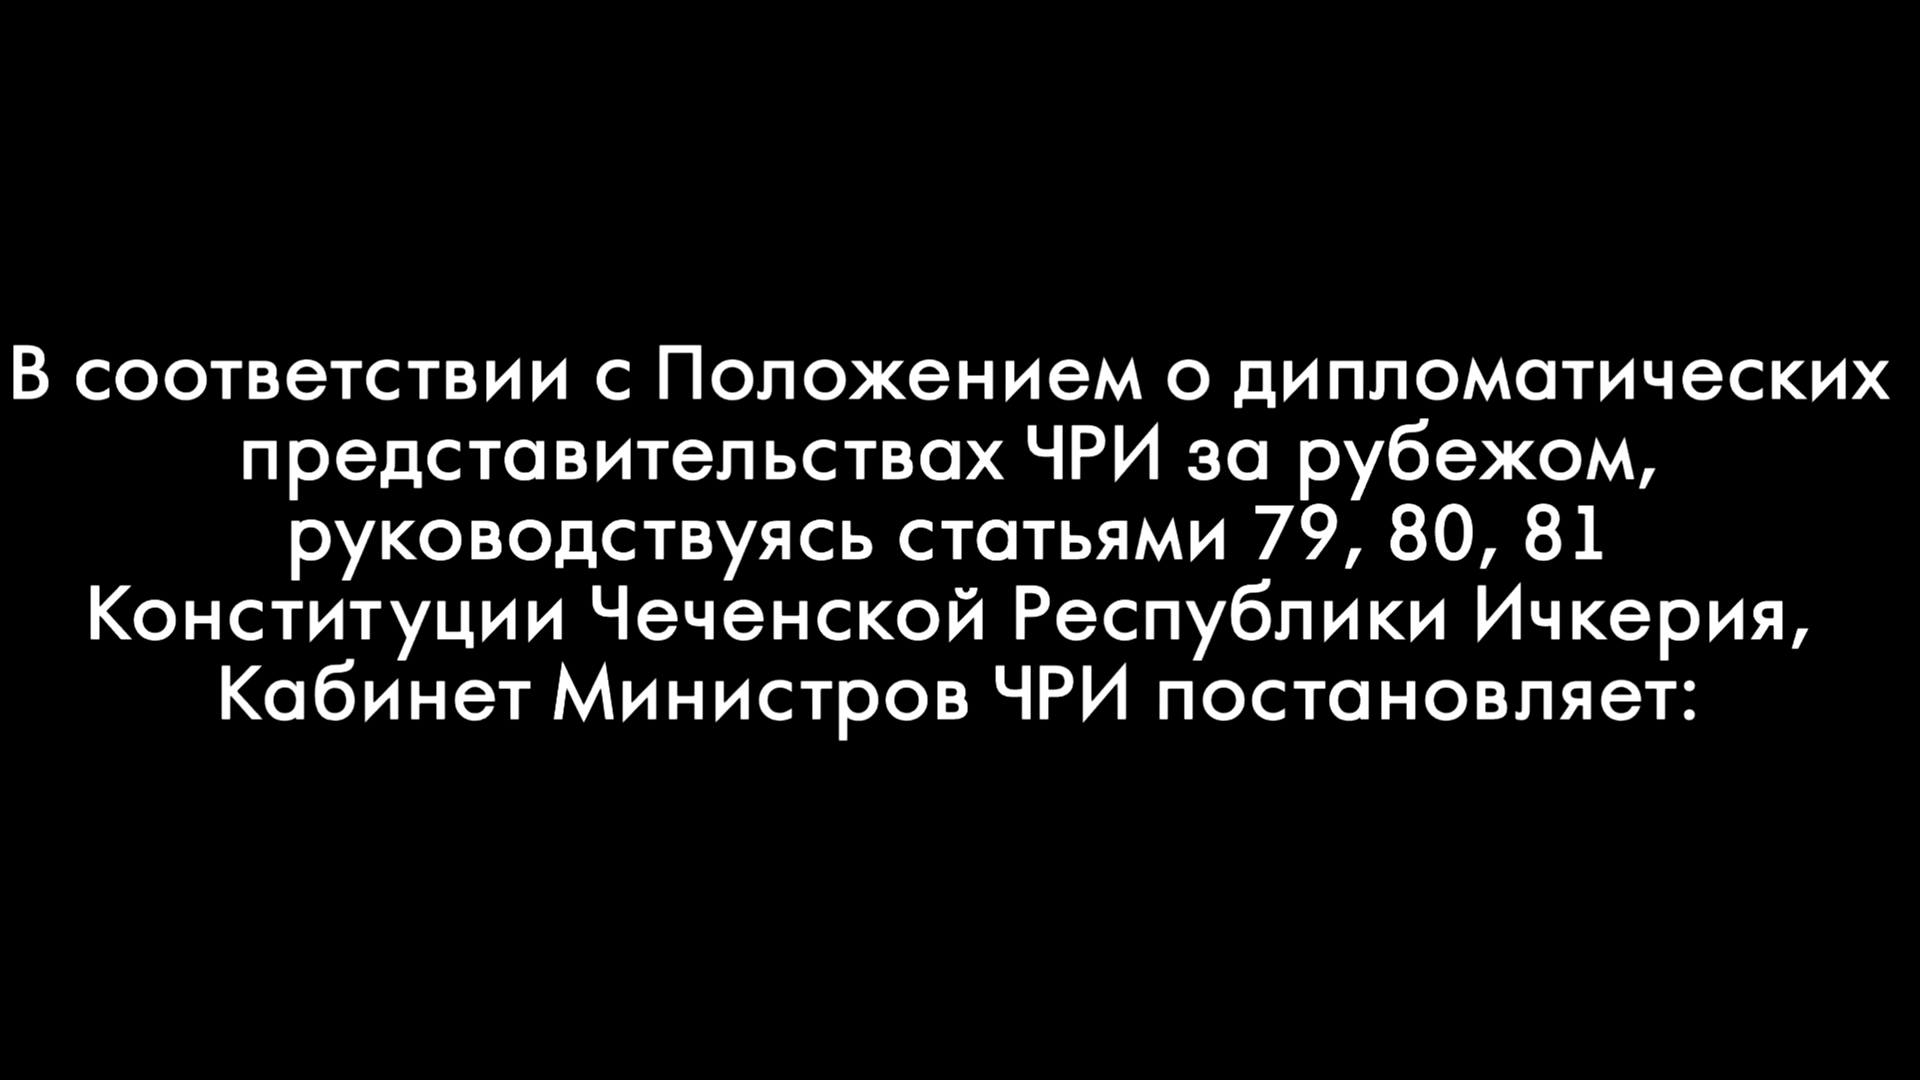 В соответствии с Положением о дипломатических
представительствах ЧРИ за рубежом,
руководствуясь статьями 79, 80, 81
Конституции Чеченской Республики Ичкерия,
Кабинет Министров ЧРИ постановляет: